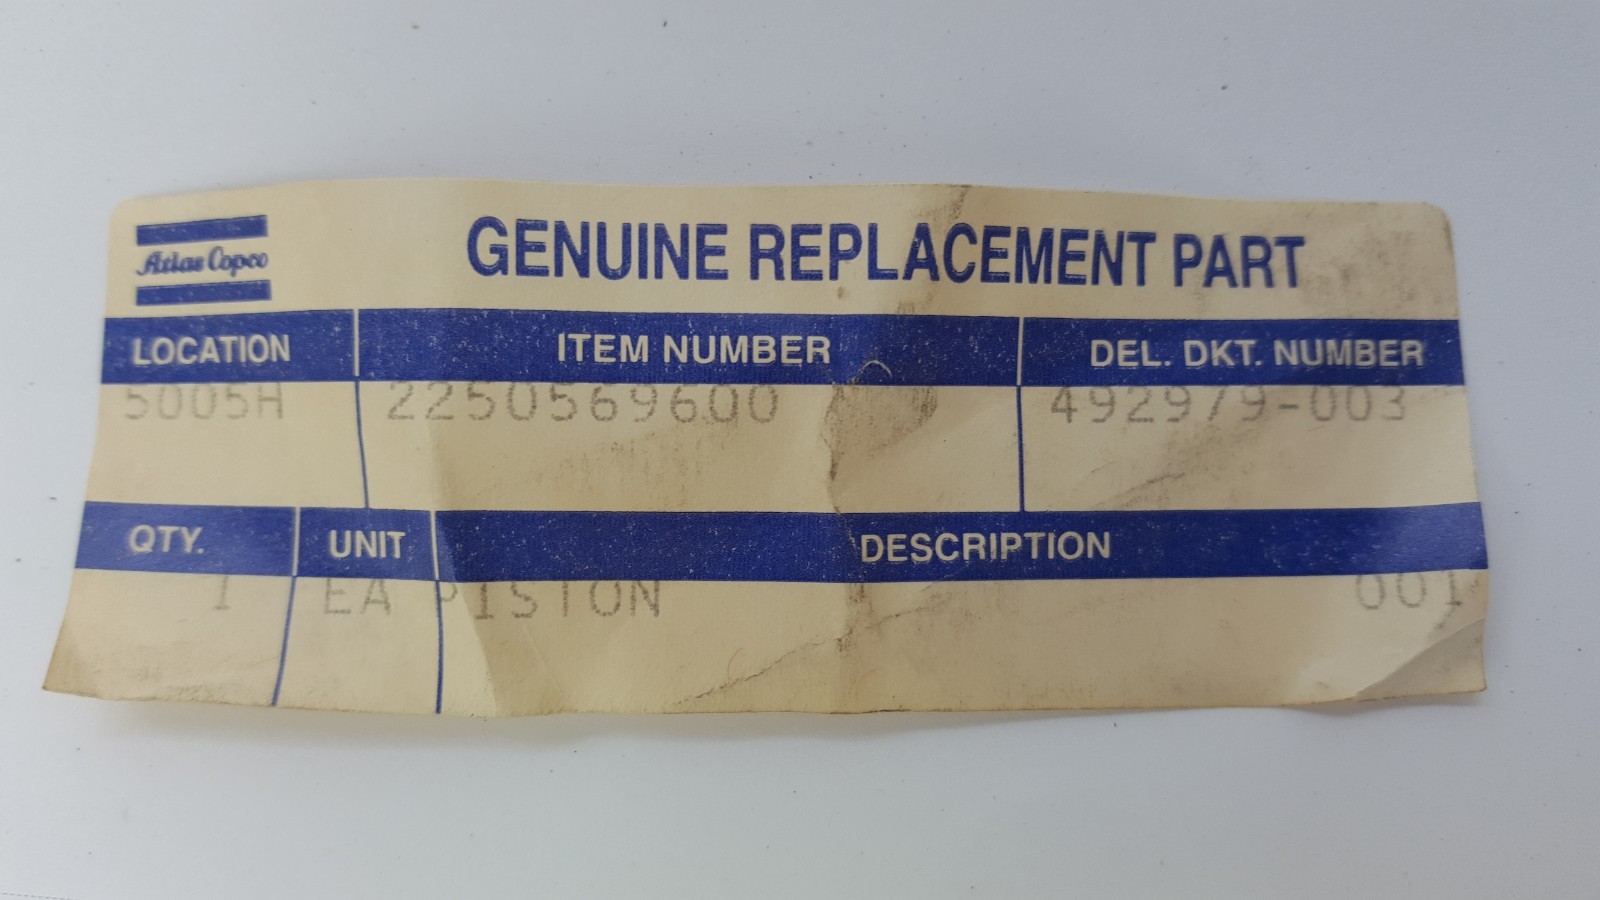 Atlas Copco
GENUINE REPLACEMENT PART
LOCATION ITEM NUMBER DEL. DKT. NUMBER
5005H 2250569600 492979-003
QTY. UNIT DESCRIPTION
1 EA PISTON 001